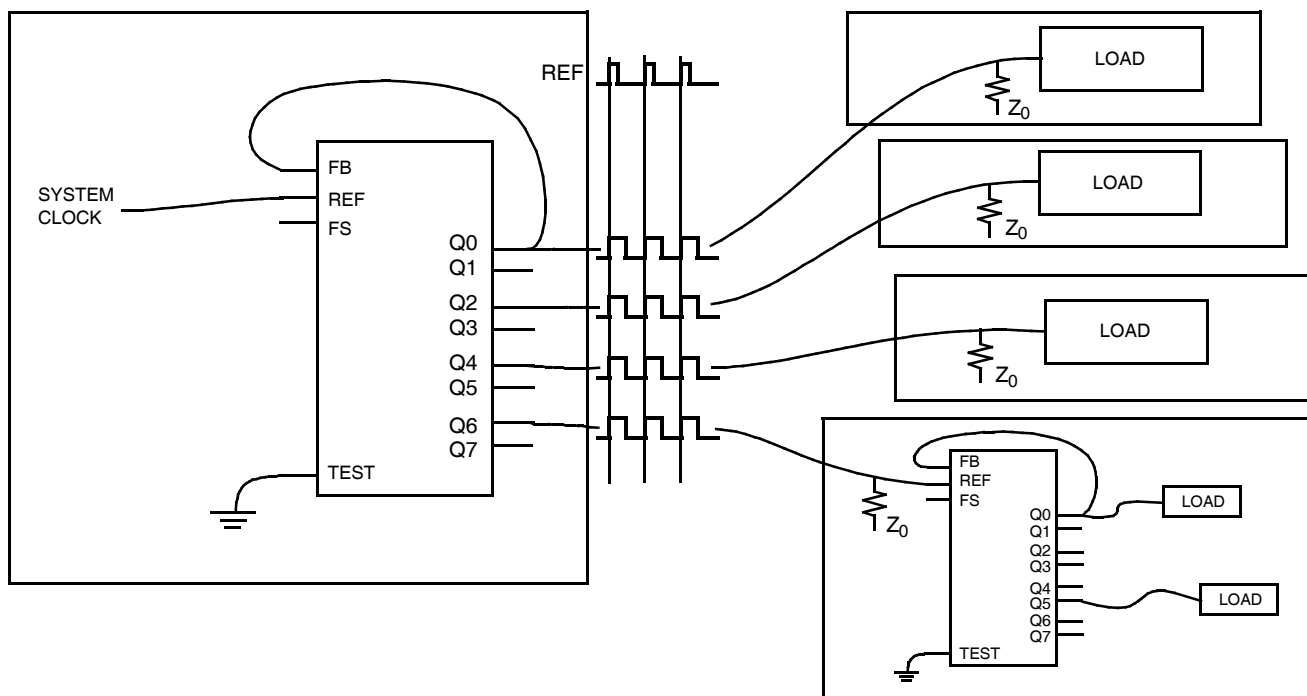 REF
LOAD
Z0
FB
SYSTEM
CLOCK
REF
FS
LOAD
Z0
Q0
Q1
Q2
Q3
Q4
Q5
Q6
Q7
TEST
LOAD
Z0
FB
REF
FS
Z0
Q0
Q1
Q2
Q3
Q4
Q5
Q6
Q7
TEST
LOAD
LOAD